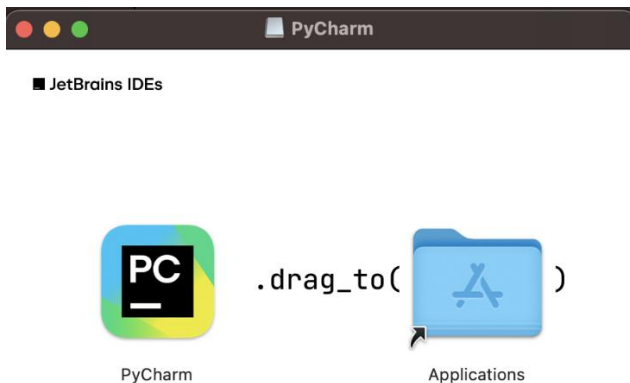 PyCharm
JetBrains IDEs
PC
.drag_to( )
PyCharm Applications